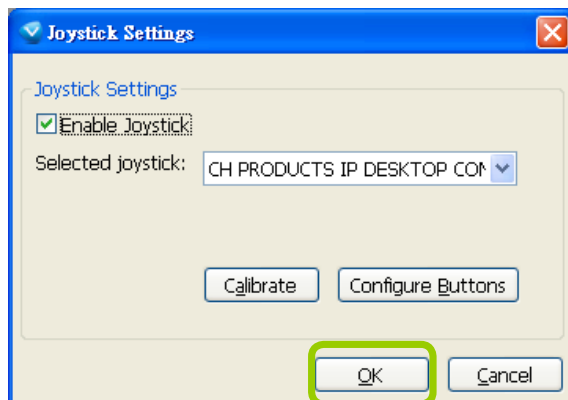 Joystick Settings
Joystick Settings
Enable Joystick
Selected joystick: CH PRODUCTS IP DESKTOP CON
Calibrate Configure Buttons
OK Cancel